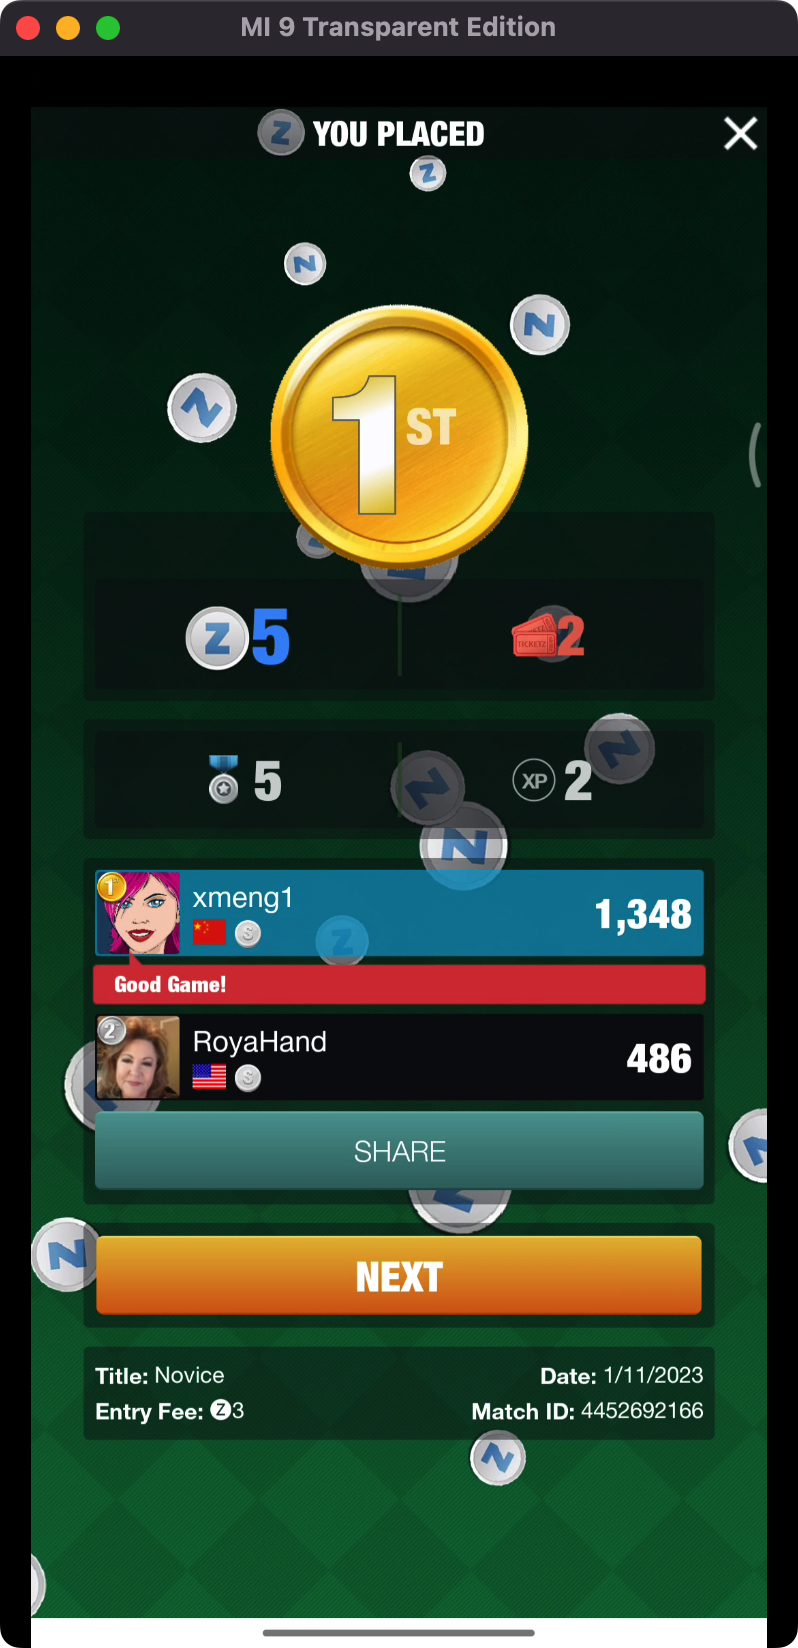 MI 9 Transparent Edition
Z YOU PLACED
Z
N
N
N
1ST
Z 5
TICKETZ 2
5
XP 2
N
N
N
1 xmeng1
S
1,348
Z
Good Game!
2 RoyaHand
S
486
SHARE
N
NEXT
Title: Novice
Date: 1/11/2023
Entry Fee: Z3
Match ID: 4452692166
N